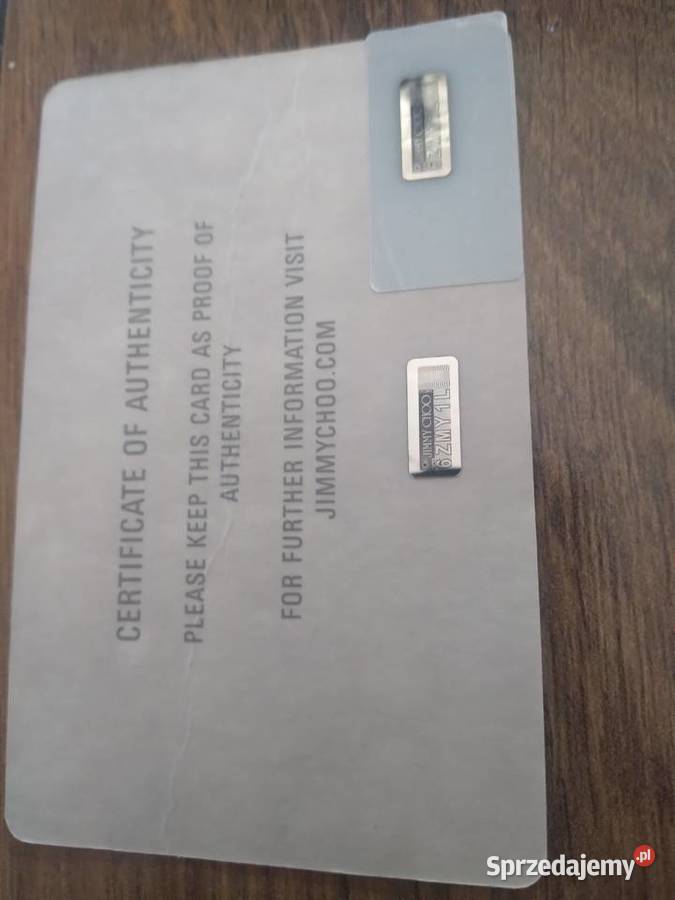 CERTIFICATE OF AUTHENTICITY
PLEASE KEEP THIS CARD AS PROOF OF
AUTHENTICITY
FOR FURTHER INFORMATION VISIT
JIMMYCHOO.COM
JIMMY CHOO
6ZMY1L
Sprzedajemy.pl